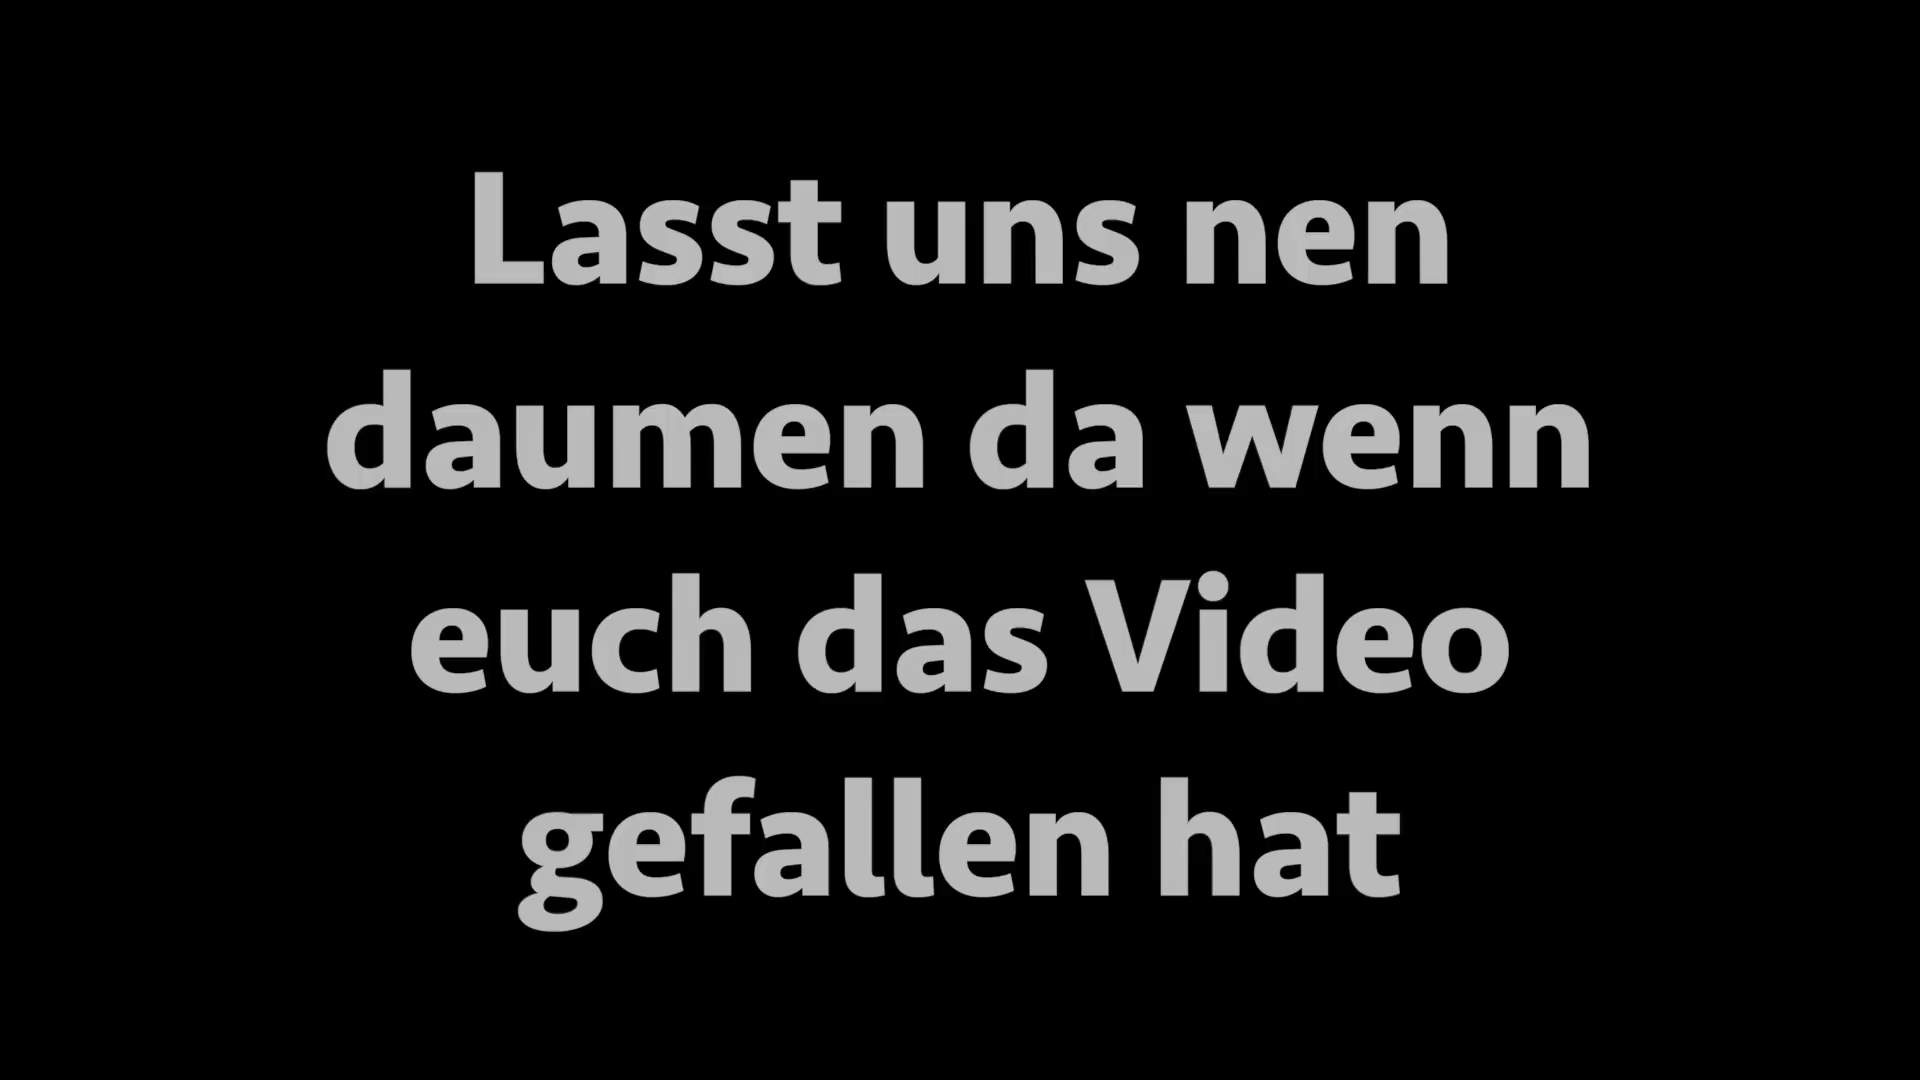 Lasst uns nen
daumen da wenn
euch das Video
gefallen hat